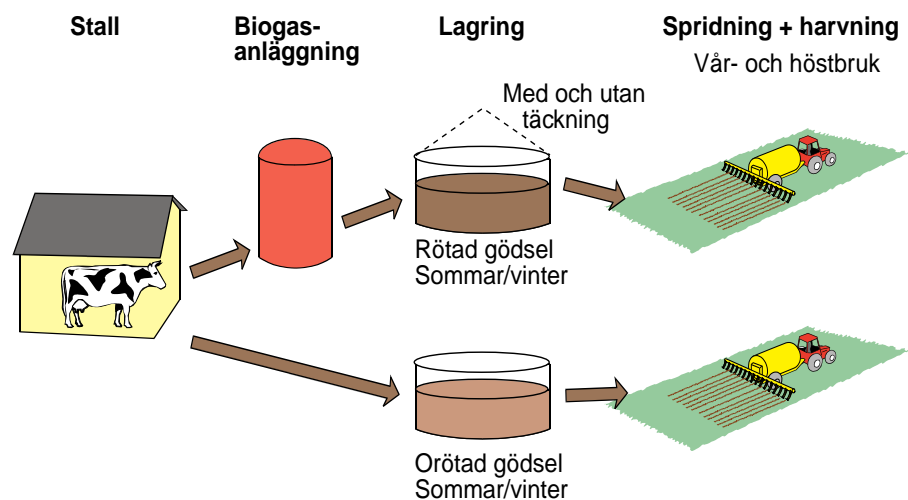 Stall
Biogas-
anläggning
Lagring
Spridning + harvning
Vår- och höstbruk
Med och utan
täckning
Rötad gödsel
Sommar/vinter
Orötad gödsel
Sommar/vinter